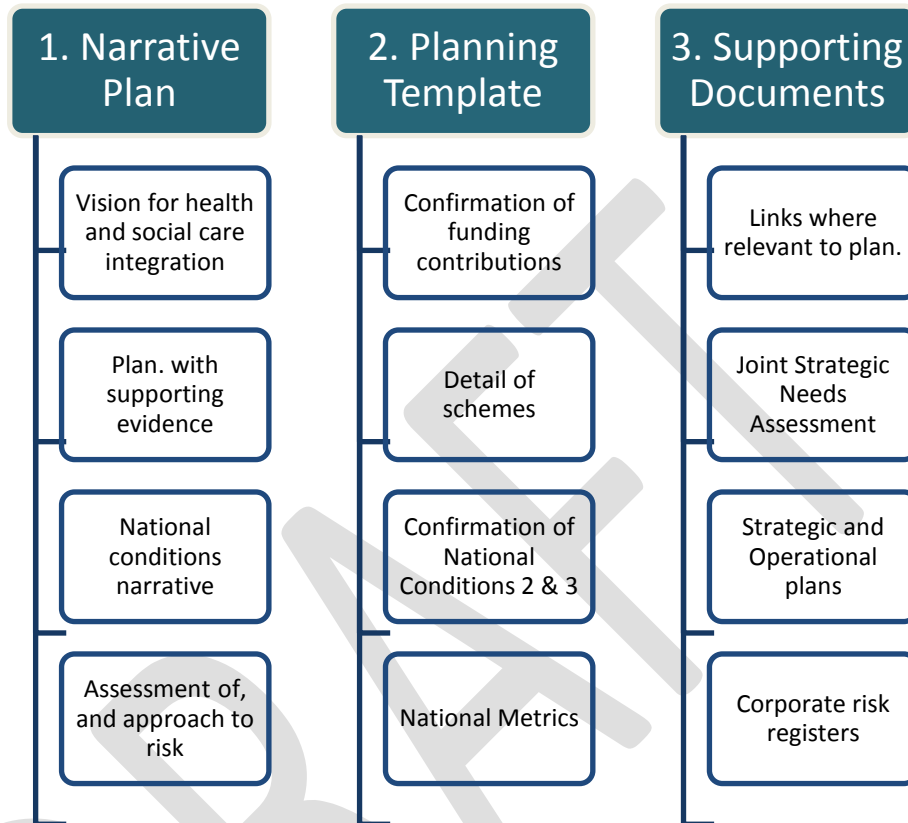 1. Narrative
Plan
Vision for health
and social care
integration
Plan. with
supporting
evidence
National
conditions
narrative
Assessment of,
and approach to
risk
2. Planning
Template
Confirmation of
funding
contributions
Detail of
schemes
Confirmation of
National
Conditions 2 & 3
National Metrics
3. Supporting
Documents
Links where
relevant to plan.
Joint Strategic
Needs
Assessment
Strategic and
Operational
plans
Corporate risk
registers
DRAFT